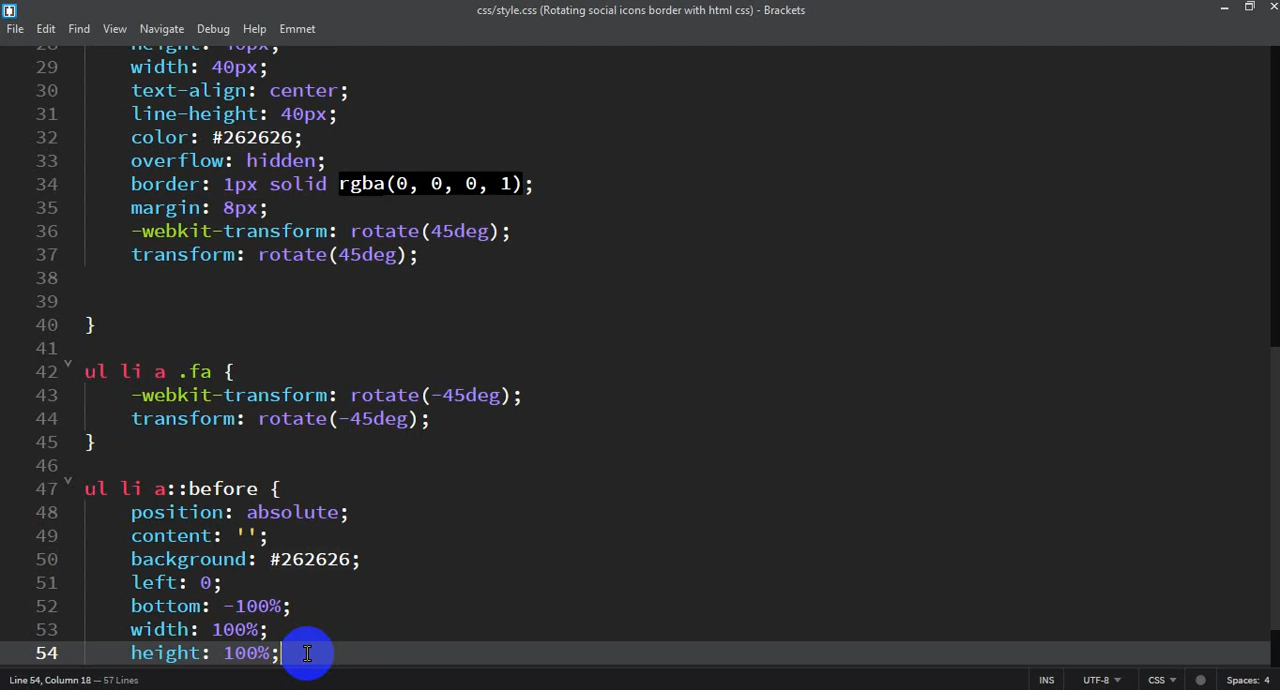 css/style.css (Rotating social icons border with html css) - Brackets
File Edit Find View Navigate Debug Help Emmet
28 height: 40px;
29 width: 40px;
30 text-align: center;
31 line-height: 40px;
32 color: #262626;
33 overflow: hidden;
34 border: 1px solid rgba(0, 0, 0, 1);
35 margin: 8px;
36 -webkit-transform: rotate(45deg);
37 transform: rotate(45deg);
38
39
40 }
41
42 ul li a .fa {
43 -webkit-transform: rotate(-45deg);
44 transform: rotate(-45deg);
45 }
46
47 ul li a::before {
48 position: absolute;
49 content: '';
50 background: #262626;
51 left: 0;
52 bottom: -100%;
53 width: 100%;
54 height: 100%;
Line 54, Column 18 — 57 Lines INS UTF-8 CSS Spaces: 4